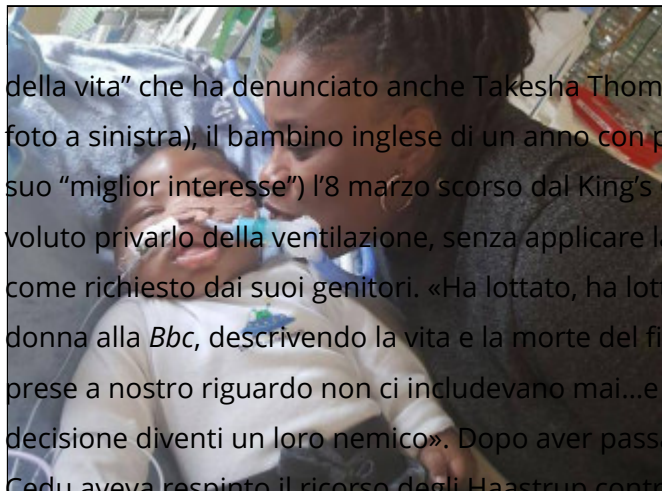 della vita” che ha denunciato anche Takesha Thom
foto a sinistra), il bambino inglese di un anno con p
suo “miglior interesse”) l’8 marzo scorso dal King’s
voluto privarlo della ventilazione, senza applicare la
come richiesto dai suoi genitori. «Ha lottato, ha lott
donna alla Bbc, descrivendo la vita e la morte del fi
prese a nostro riguardo non ci includevano mai...e
decisione diventi un loro nemico». Dopo aver passa
Cedu aveva respinto il ricorso degli Haastrup contr